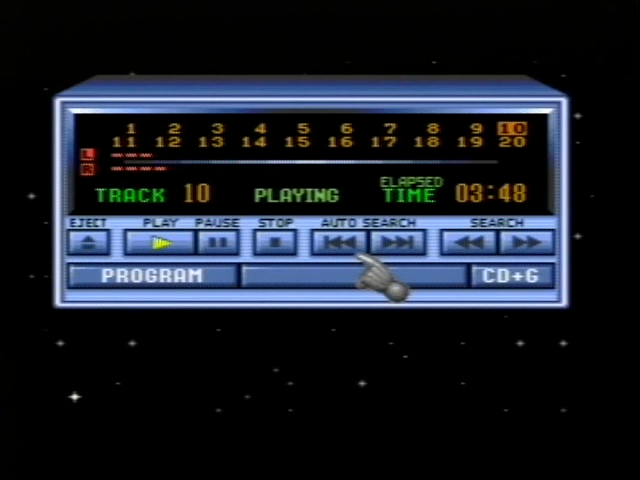 1 2 3 4 5 6 7 8 9 10
11 12 13 14 15 16 17 18 19 20
L
R
ELAPSED
TRACK 10 PLAYING TIME 03:48
EJECT PLAY PAUSE STOP AUTO SEARCH SEARCH
PROGRAM CD+G